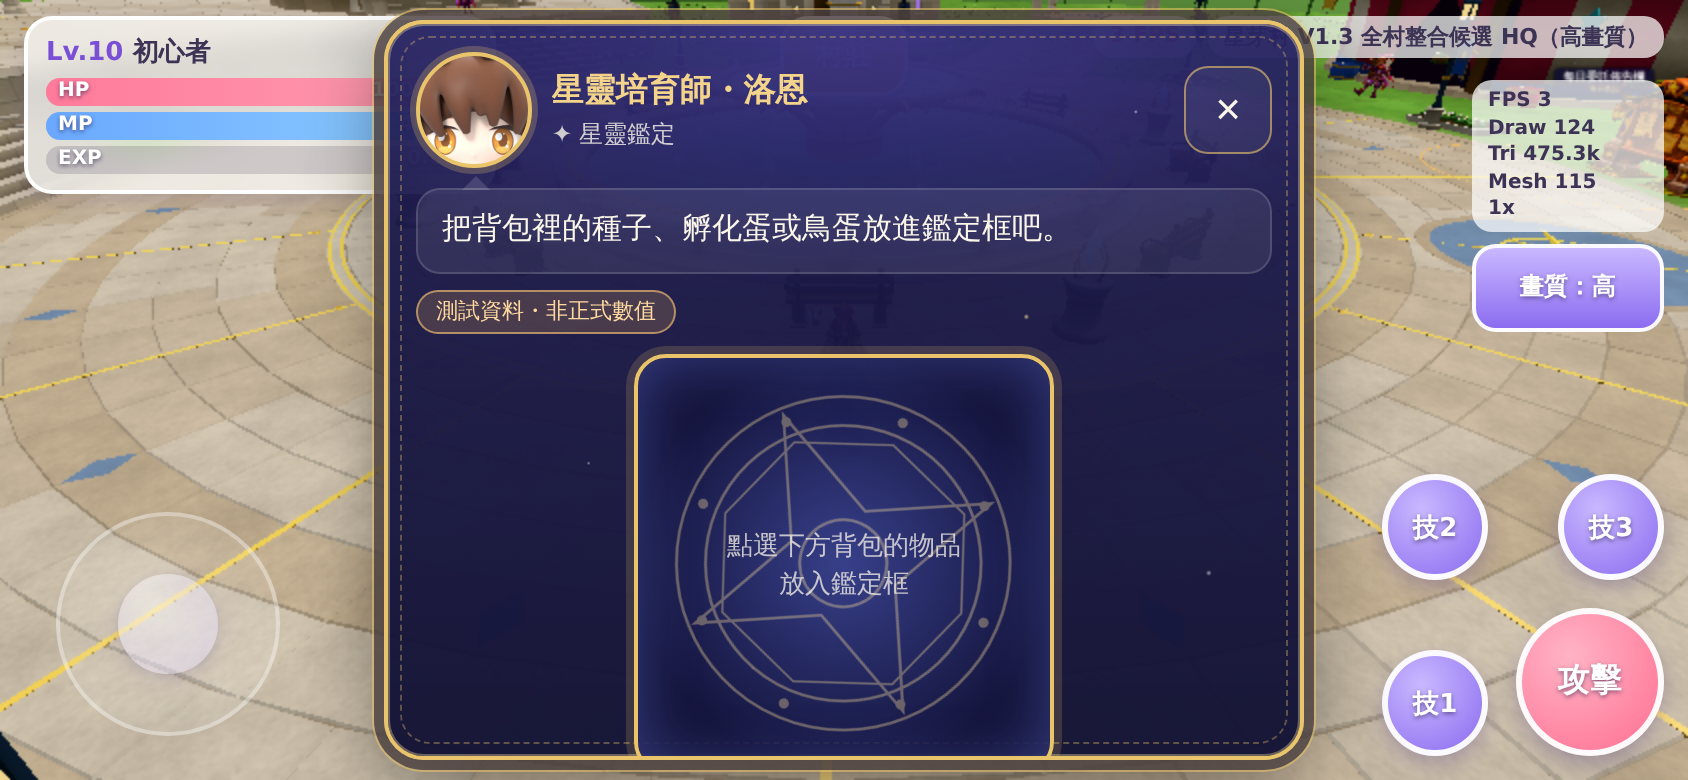 Lv.10 初心者
HP
MP
EXP
星靈培育師・洛恩
✦ 星靈鑑定
×
把背包裡的種子、孵化蛋或鳥蛋放進鑑定框吧。
測試資料・非正式數值
點選下方背包的物品
放入鑑定框
V1.3 全村整合候選 HQ（高畫質）
FPS 3
Draw 124
Tri 475.3k
Mesh 115
1x
畫質：高
技2
技3
技1
攻擊